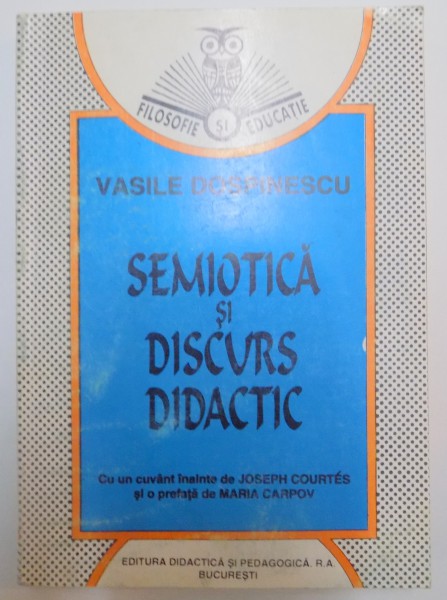 FILOSOFIE ȘI EDUCAȚIE
VASILE DOSPINESCU
SEMIOTICĂ
ȘI
DISCURS
DIDACTIC
Cu un cuvânt înainte de JOSEPH COURTÉS
și o prefață de MARIA CARPOV
EDITURA DIDACTICĂ ȘI PEDAGOGICĂ, R.A.
BUCUREȘTI